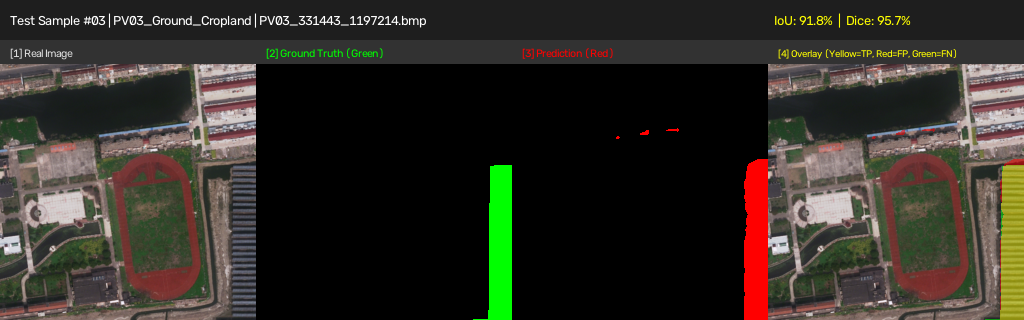 Test Sample #03 | PV03_Ground_Cropland | PV03_331443_1197214.bmp
IoU: 91.8% | Dice: 95.7%
[1] Real Image
[2] Ground Truth (Green)
[3] Prediction (Red)
[4] Overlay (Yellow=TP, Red=FP, Green=FN)